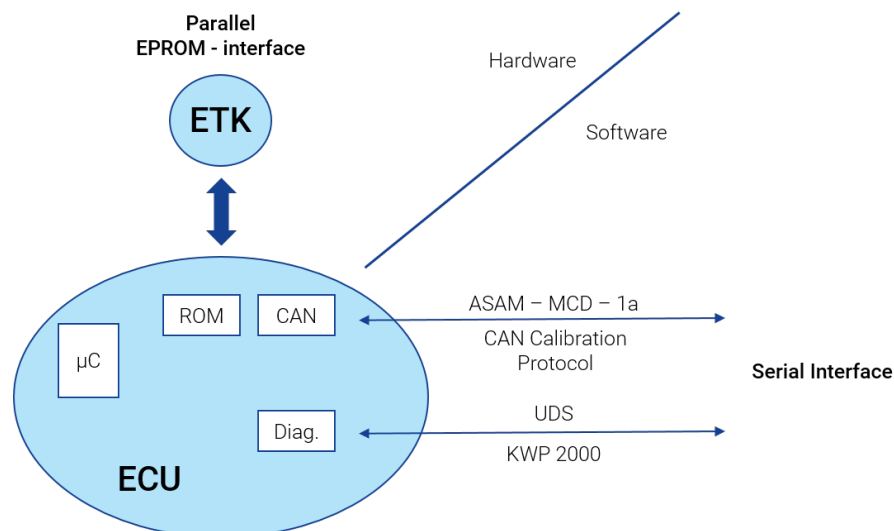 Parallel
EPROM - interface
ETK
Hardware
Software
ROM
CAN
µC
ASAM – MCD – 1a
CAN Calibration
Protocol
Serial Interface
Diag.
UDS
KWP 2000
ECU